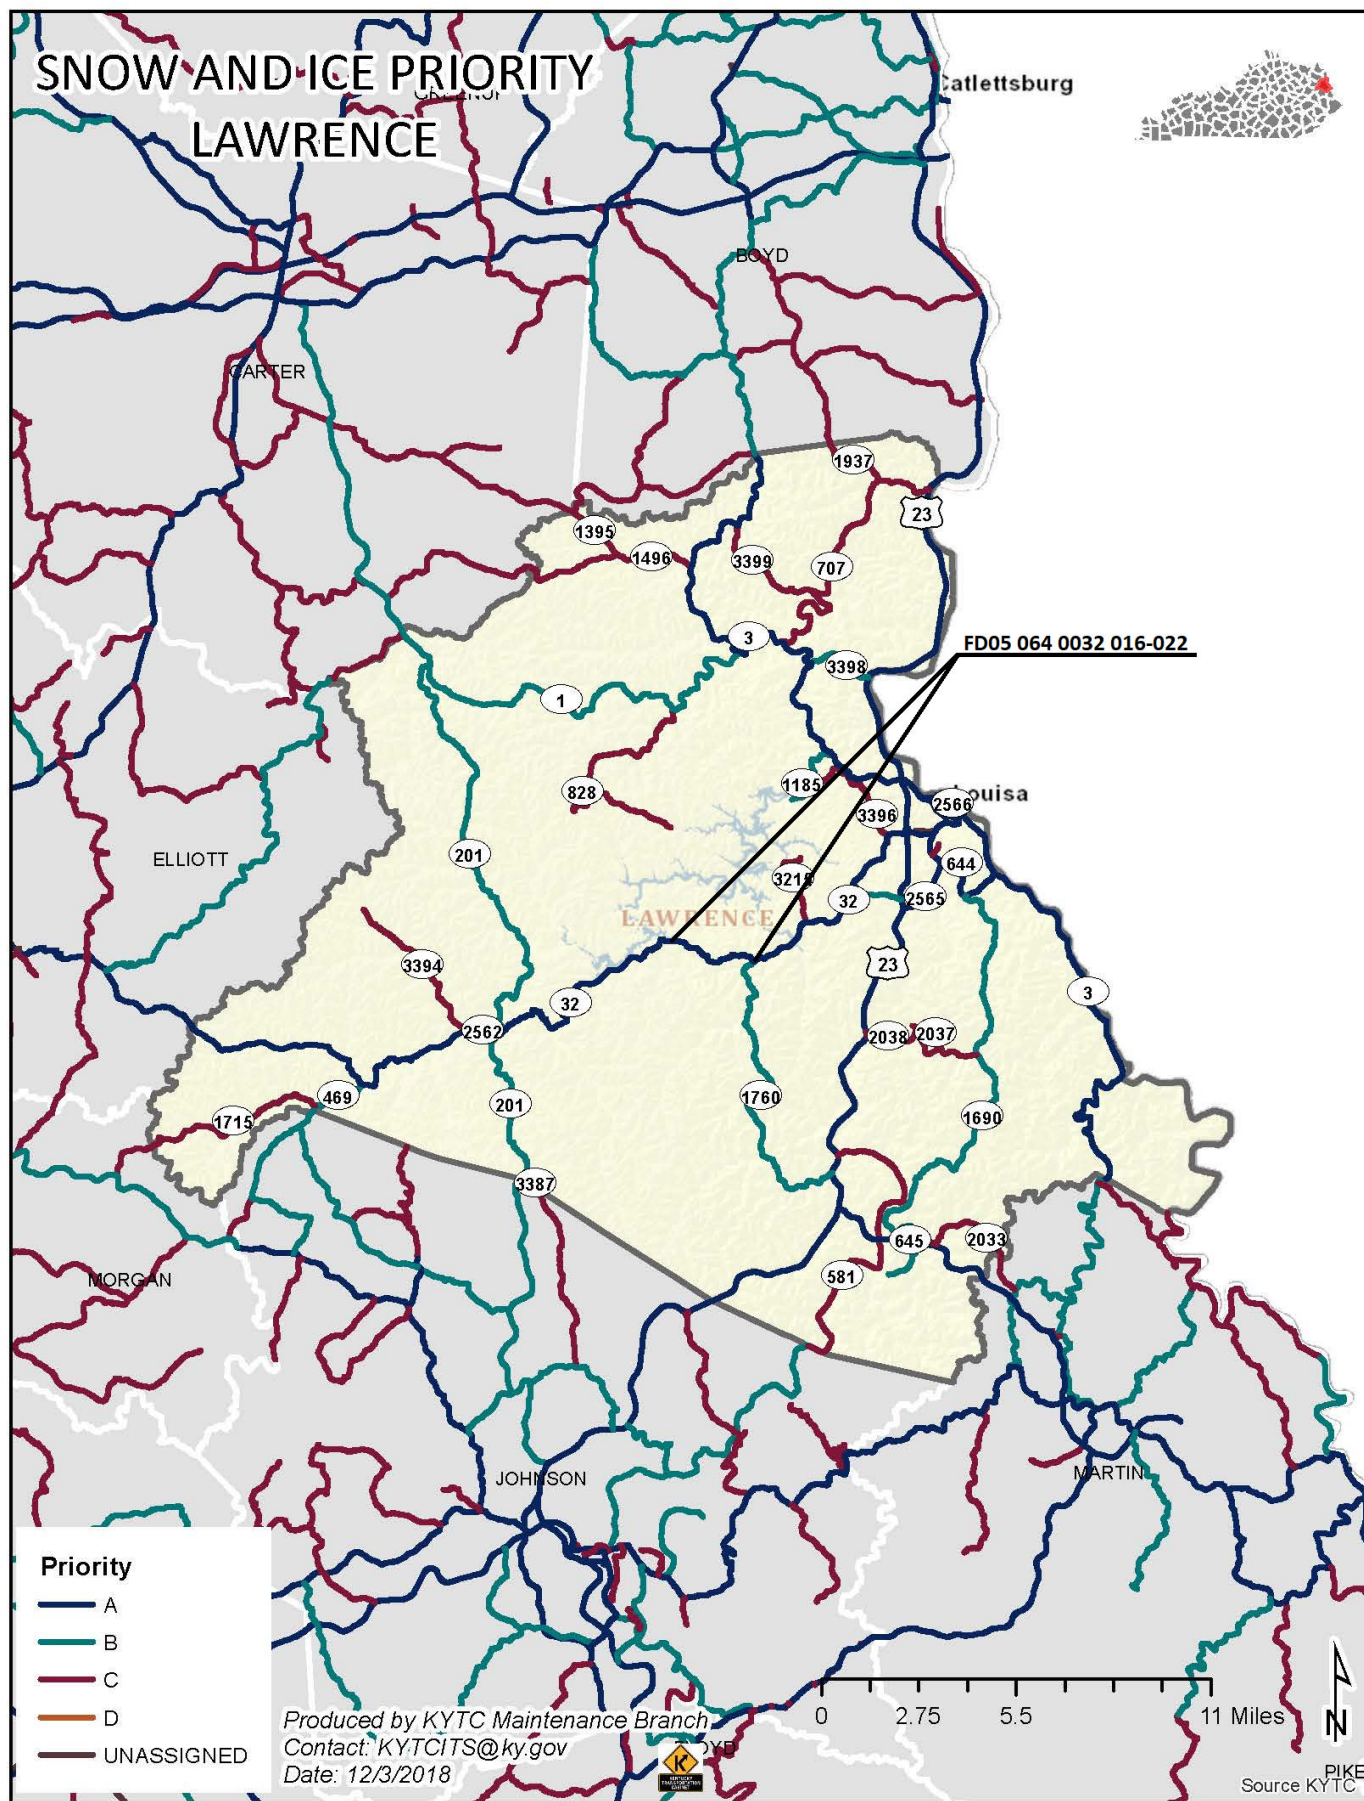 SNOW AND ICE PRIORITY
LAWRENCE
Catlettsburg
BOYD
CARTER
1937
23
1395
1496
3399
707
3
FD05 064 0032 016-022
3398
1
1185
828
3396
2566
Louisa
ELLIOTT
201
644
3215
32
2565
LAWRENCE
3394
23
3
32
2562
2038
2037
469
201
1760
1690
1715
3387
645
2033
581
MORGAN
JOHNSON
MARTIN
Priority
A
B
C
D
UNASSIGNED
Produced by KYTC Maintenance Branch
Contact: KYTCITS@ky.gov
Date: 12/3/2018
KENTUCKY
TRANSPORTATION
CABINET
0 2.75 5.5 11 Miles
N
PIKE
Source KYTC